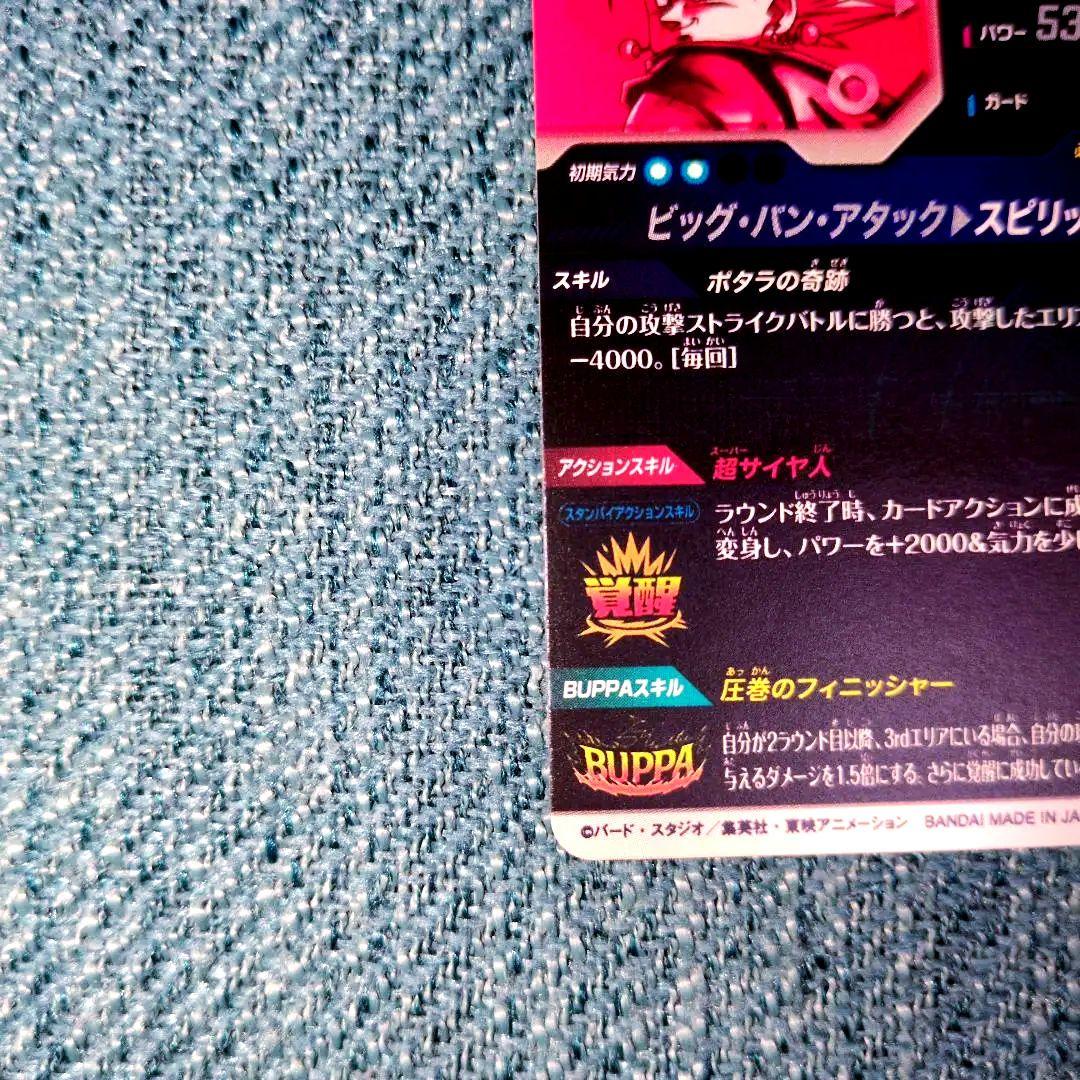 パワー 53
ガード
初期気力
ビッグ・バン・アタック▶スピリッ
スキル ポタラの奇跡
自分の攻撃ストライクバトルに勝つと、攻撃したエリ
-4000。[毎回]
アクションスキル 超サイヤ人
スタンバイアクションスキル
ラウンド終了時、カードアクションに成
変身し、パワーを+2000&気力を少し
覚醒
BUPPAスキル 圧巻のフィニッシャー
自分が2ラウンド目以降、3rdエリアにいる場合、自分の
与えるダメージを1.5倍にする。さらに覚醒に成功してい
BUPPA
©バード・スタジオ/集英社・東映アニメーション BANDAI MADE IN JA